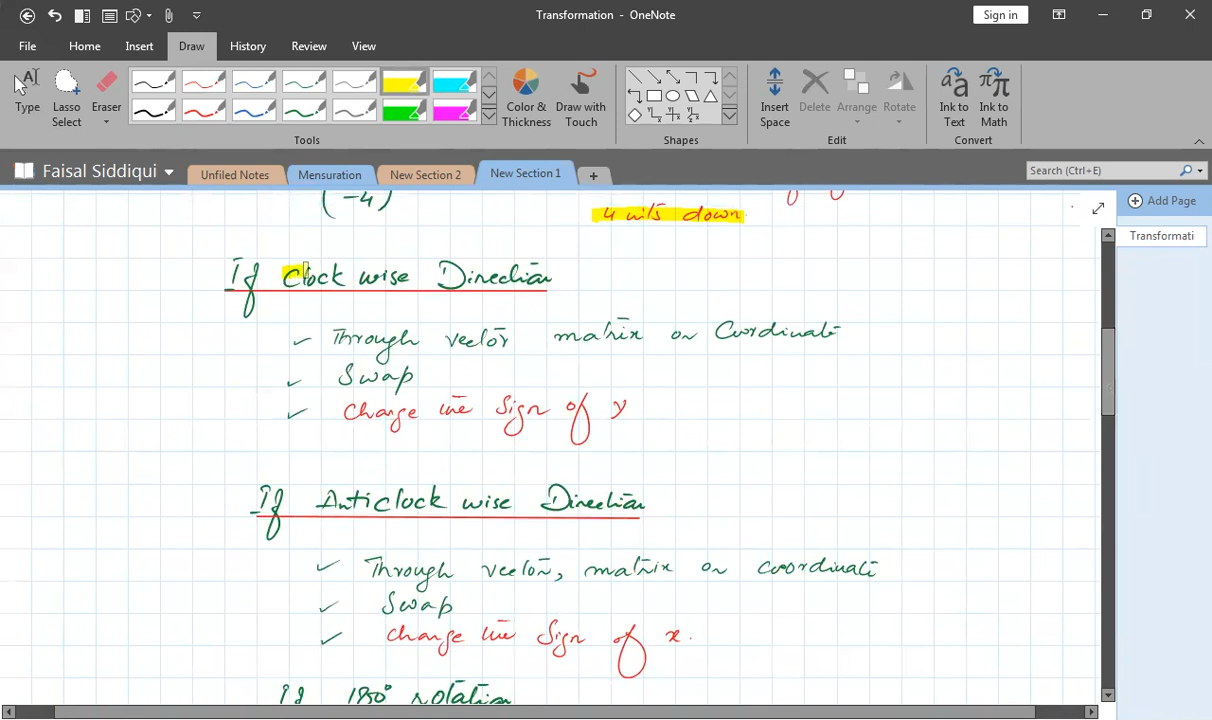 Transformation - OneNote
Sign in
File Home Insert Draw History Review View
Type Lasso Select Eraser Color & Thickness Draw with Touch Insert Space Delete Arrange Rotate Ink to Text Ink to Math
Tools Shapes Edit Convert
Faisal Siddiqui Unfiled Notes Mensuration New Section 2 New Section 1 Search (Ctrl+E)
Add Page
Transformati
(-4)
4 units down
If Clock wise Direction
Through vector matrix or Coordinate
Swap
Change the Sign of y
If Anticlock wise Direction
Through vector, matrix or coordinate
Swap
Change the Sign of x.
If 180° rotation